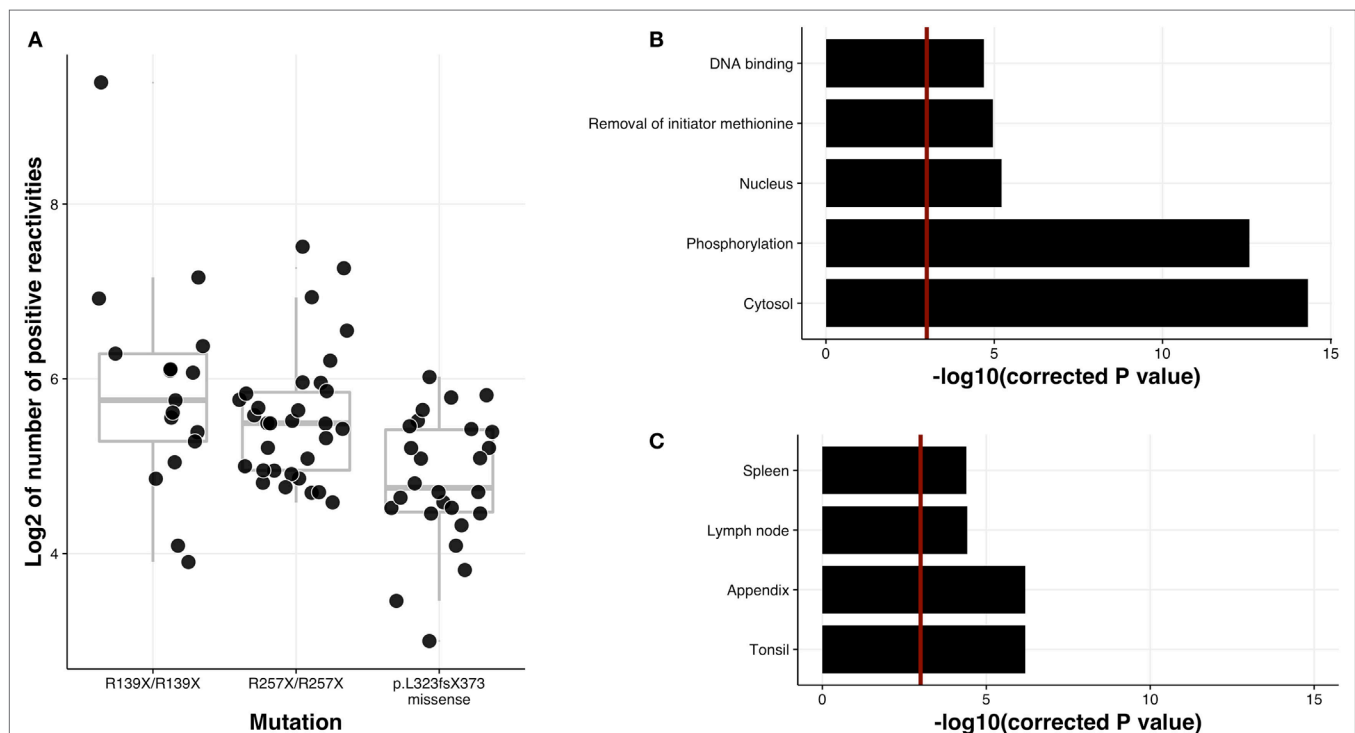 A
Log2 of number of positive reactivities
8
6
4
R139X/R139X
R257X/R257X
p.L323fsX373
missense
Mutation
B
DNA binding
Removal of initiator methionine
Nucleus
Phosphorylation
Cytosol
0
5
10
15
-log10(corrected P value)
C
Spleen
Lymph node
Appendix
Tonsil
0
5
10
15
-log10(corrected P value)